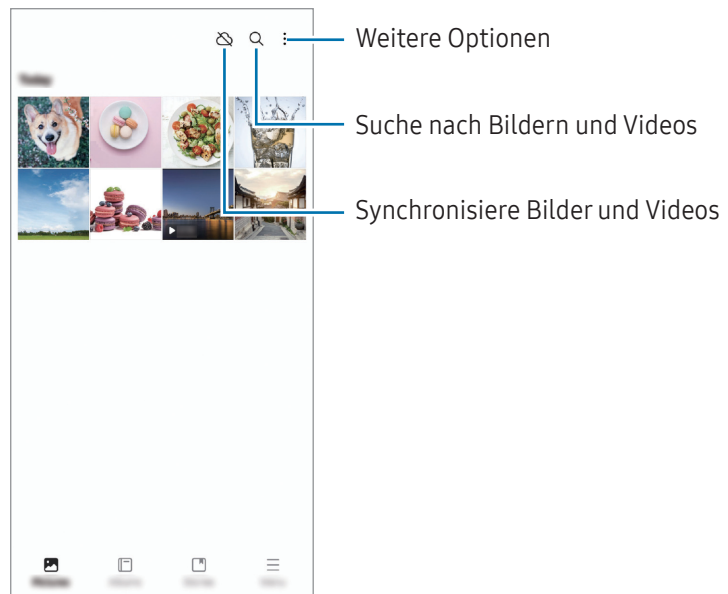 Weitere Optionen
Suche nach Bildern und Videos
Synchronisiere Bilder und Videos